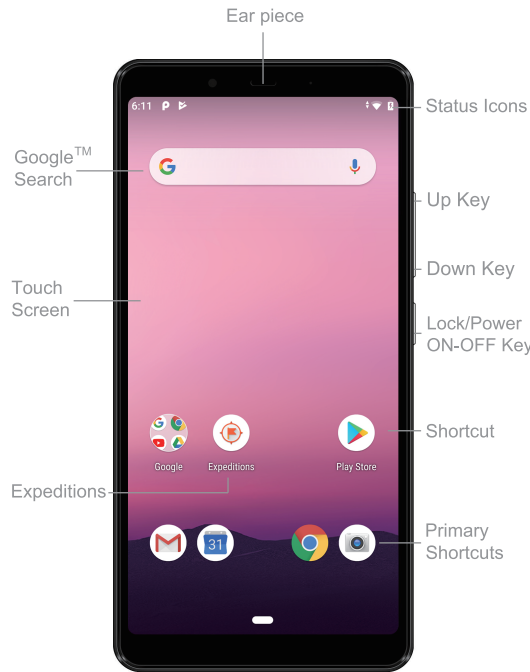 Ear piece
6:11
Status Icons
Google™
Search
Up Key
Down Key
Touch
Screen
Lock/Power
ON-OFF Key
Google
Expeditions
Play Store
Shortcut
Expeditions
31
Primary
Shortcuts